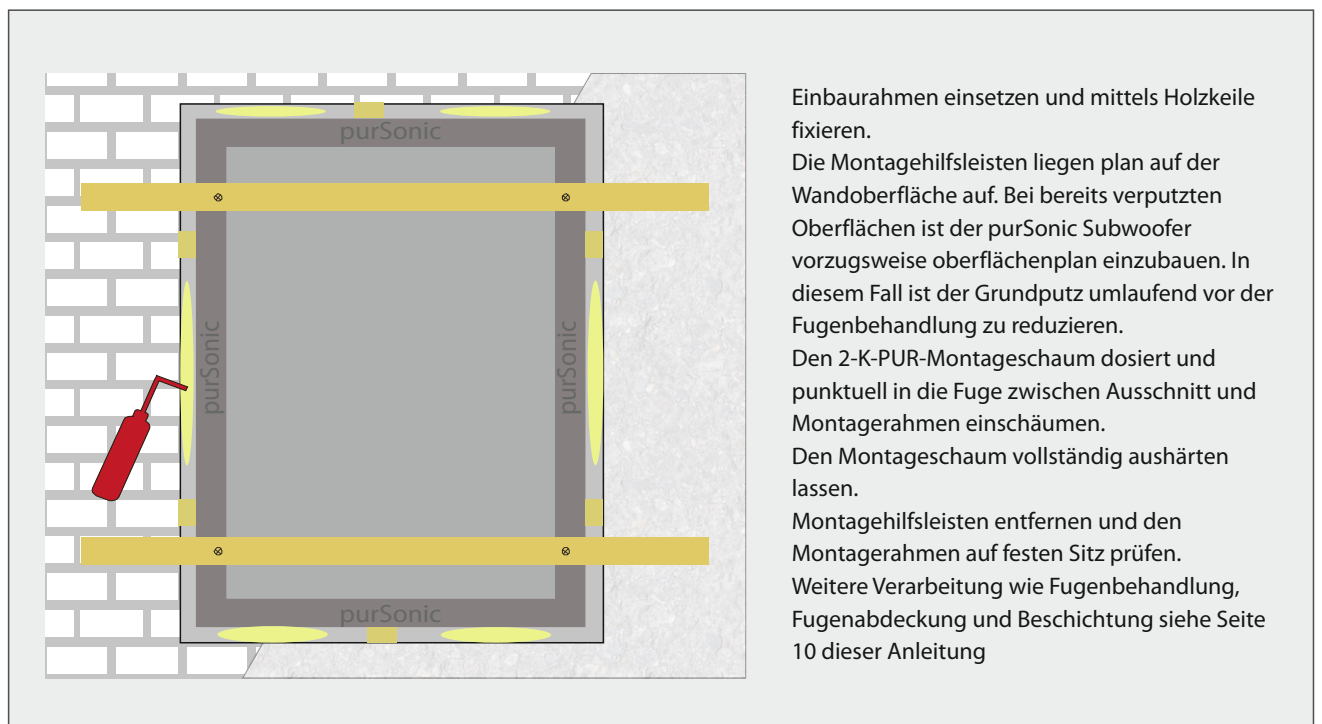 purSonic
purSonic
purSonic
purSonic
Einbaurahmen einsetzen und mittels Holzkeile
fixieren.
Die Montagehilfsleisten liegen plan auf der
Wandoberfläche auf. Bei bereits verputzten
Oberflächen ist der purSonic Subwoofer
vorzugsweise oberflächenplan einzubauen. In
diesem Fall ist der Grundputz umlaufend vor der
Fugenbehandlung zu reduzieren.
Den 2-K-PUR-Montageschaum dosiert und
punktuell in die Fuge zwischen Ausschnitt und
Montagerahmen einschäumen.
Den Montageschaum vollständig aushärten
lassen.
Montagehilfsleisten entfernen und den
Montagerahmen auf festen Sitz prüfen.
Weitere Verarbeitung wie Fugenbehandlung,
Fugenabdeckung und Beschichtung siehe Seite
10 dieser Anleitung